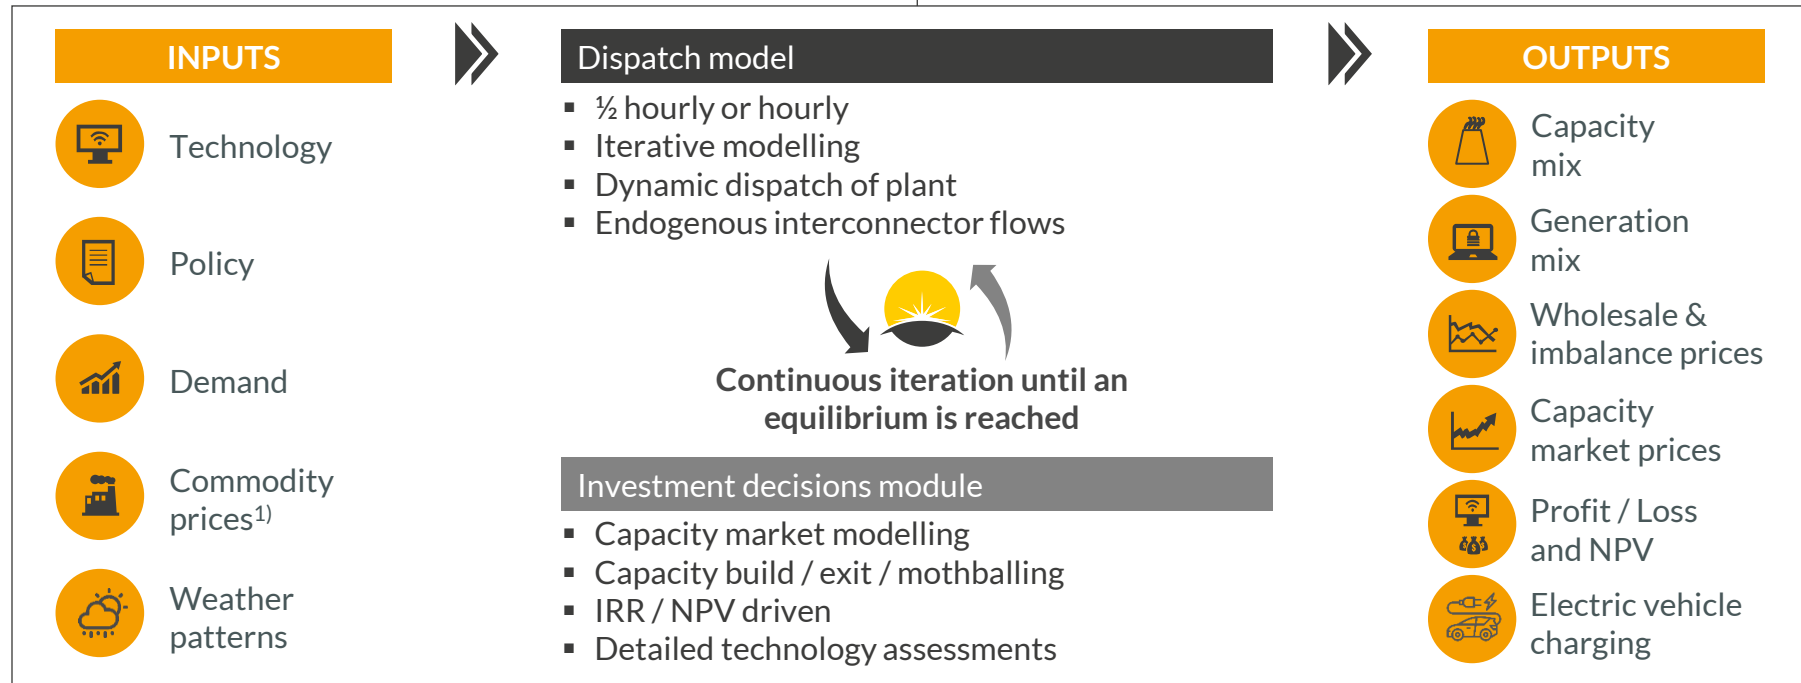 INPUTS
Technology
Policy
Demand
Commodity
prices1)
Weather
patterns
Dispatch model
▪ ½ hourly or hourly
▪ Iterative modelling
▪ Dynamic dispatch of plant
▪ Endogenous interconnector flows
Continuous iteration until an
equilibrium is reached
Investment decisions module
▪ Capacity market modelling
▪ Capacity build / exit / mothballing
▪ IRR / NPV driven
▪ Detailed technology assessments
OUTPUTS
Capacity
mix
Generation
mix
Wholesale &
imbalance prices
Capacity
market prices
Profit / Loss
and NPV
Electric vehicle
charging